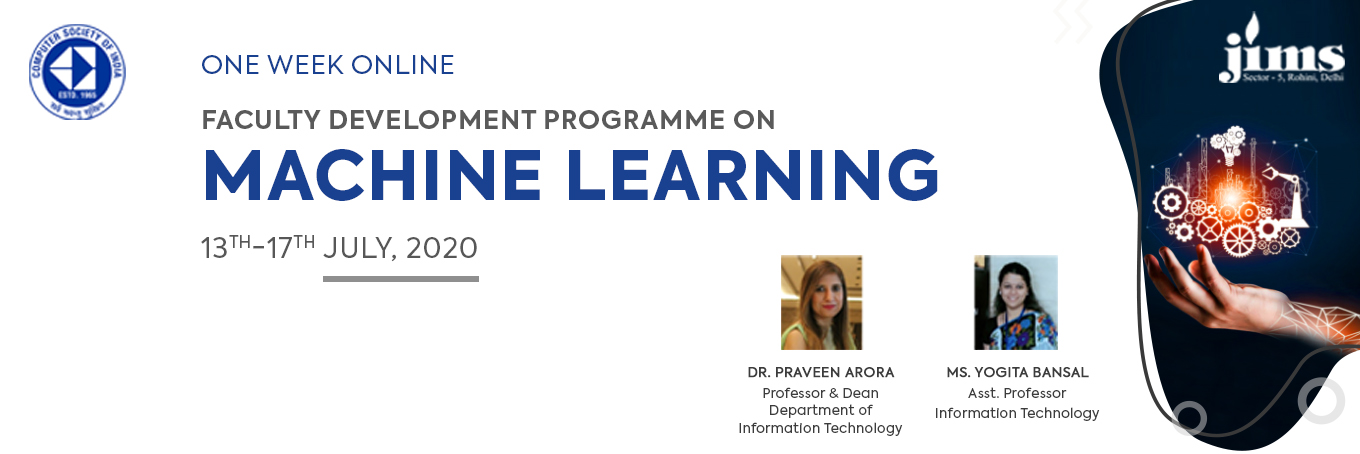 COMPUTER SOCIETY OF INDIA
ESTD. 1965
ONE WEEK ONLINE
FACULTY DEVELOPMENT PROGRAMME ON
MACHINE LEARNING
13TH-17TH JULY, 2020
jims
Sector - 5, Rohini, Delhi
DR. PRAVEEN ARORA
Professor & Dean
Department of
Information Technology
MS. YOGITA BANSAL
Asst. Professor
Information Technology